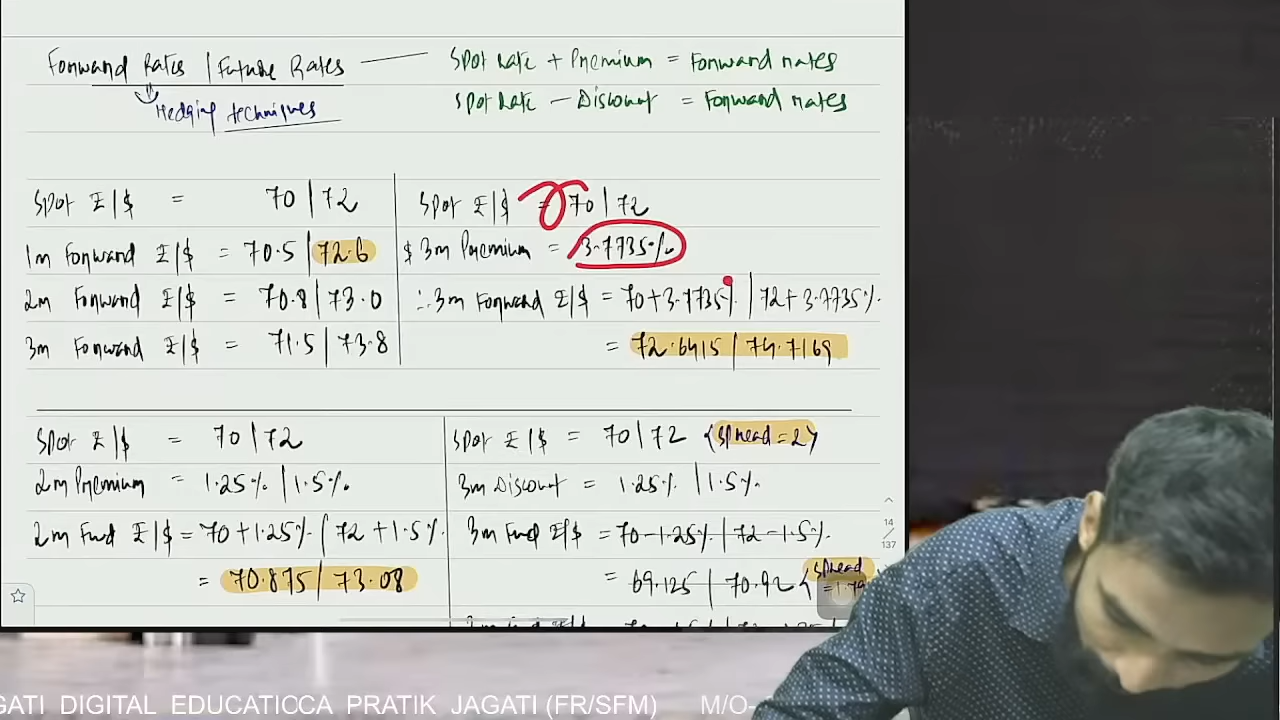 Forward Rates | Future Rates
Hedging techniques
Spot Rate + Premium = Forward rates
Spot Rate - Discount = Forward rates
Spot ₹|$ = 70 | 72
1m Forward ₹|$ = 70.5 | 72.6
2m Forward ₹|$ = 70.8 | 73.0
3m Forward ₹|$ = 71.5 | 73.8
Spot ₹|$ = 70 | 72
$ 3m Premium = 3.7735%
∴ 3m Forward ₹|$ = 70+3.7735% | 72+3.7735%
= 72.6415 | 74.7169
Spot ₹|$ = 70 | 72
2m Premium = 1.25% | 1.5%
2m Fwd ₹|$ = 70+1.25% | 72+1.5%
= 70.875 | 73.08
Spot ₹|$ = 70 | 72 {spread = 2}
3m Discount = 1.25% | 1.5%
3m Fwd ₹|$ = 70-1.25% | 72-1.5%
= 69.125 | 70.92 {spread
14
137
GATI DIGITAL EDUCATIOCA PRATIK JAGATI (FR/SFM) M/O-